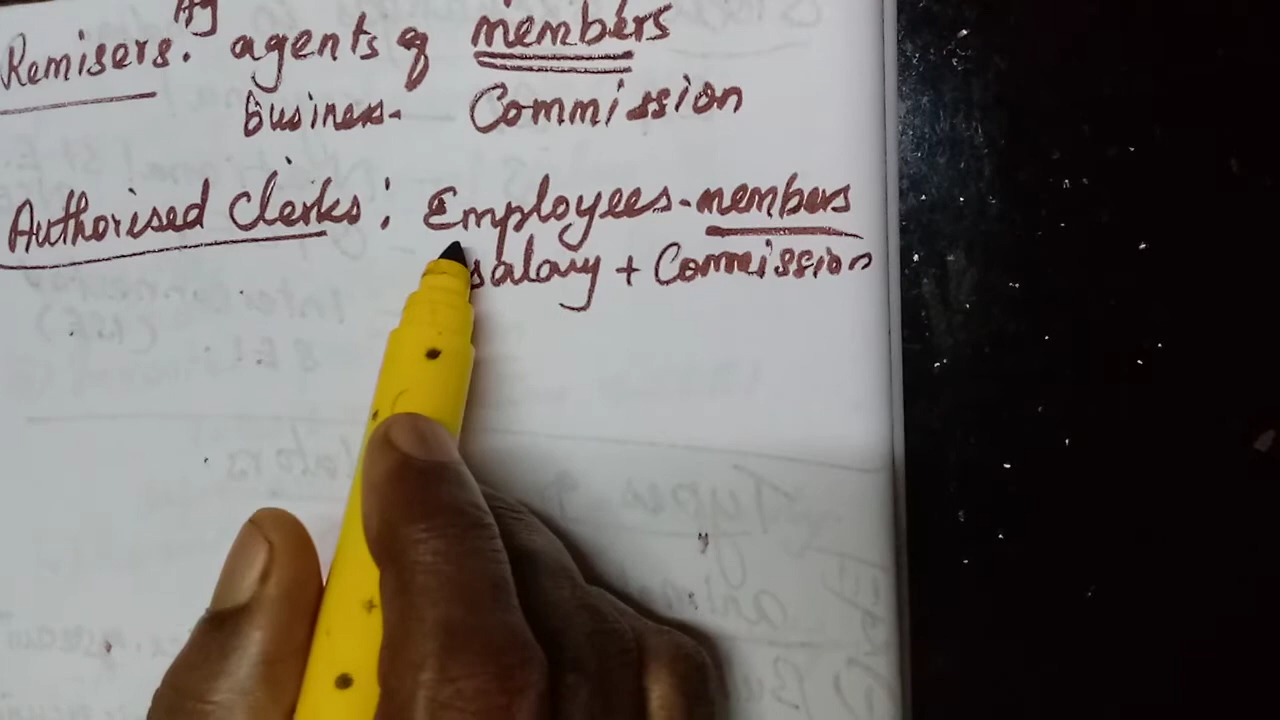 Remisers: agents of members
business - Commission
Authorised Clerks: Employees - members
salary + Commission